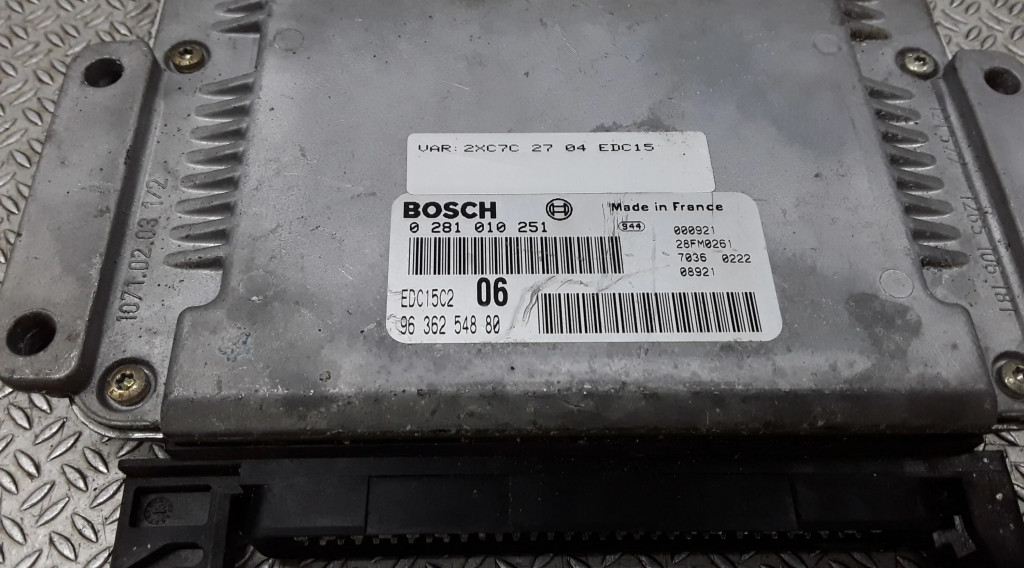 VAR:2XC7C 27 04 EDC15
BOSCH
Made in France
0 281 010 251
944
000921
28FM0261
7036 0222
08921
EDC15C2 06
96 362 548 80
1071.02.03 1/2